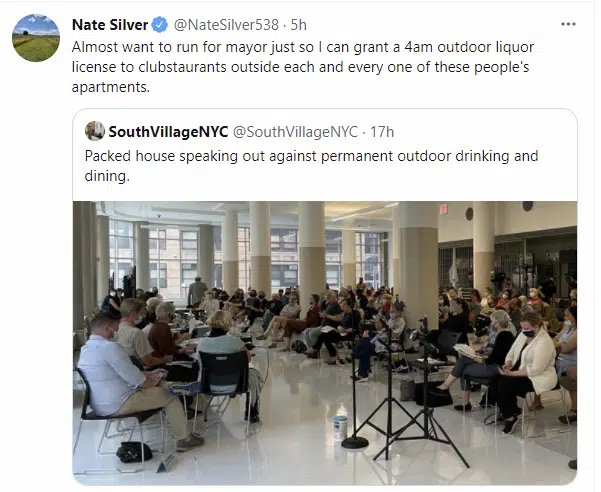 Nate Silver @NateSilver538 · 5h
Almost want to run for mayor just so I can grant a 4am outdoor liquor
license to clubstaurants outside each and every one of these people's
apartments.
SouthVillageNYC @SouthVillageNYC · 17h
Packed house speaking out against permanent outdoor drinking and
dining.